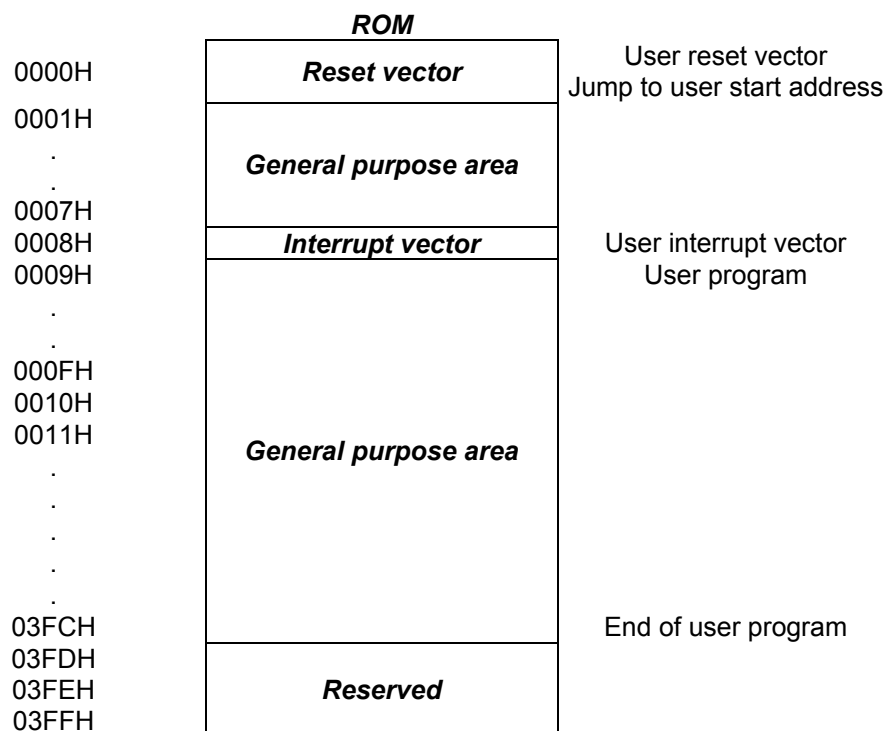 ROM
0000H Reset vector User reset vector
Jump to user start address
0001H
.
General purpose area
.
0007H
0008H Interrupt vector User interrupt vector
0009H User program
.
.
000FH
0010H
0011H
General purpose area
.
.
.
.
.
03FCH End of user program
03FDH
03FEH Reserved
03FFH